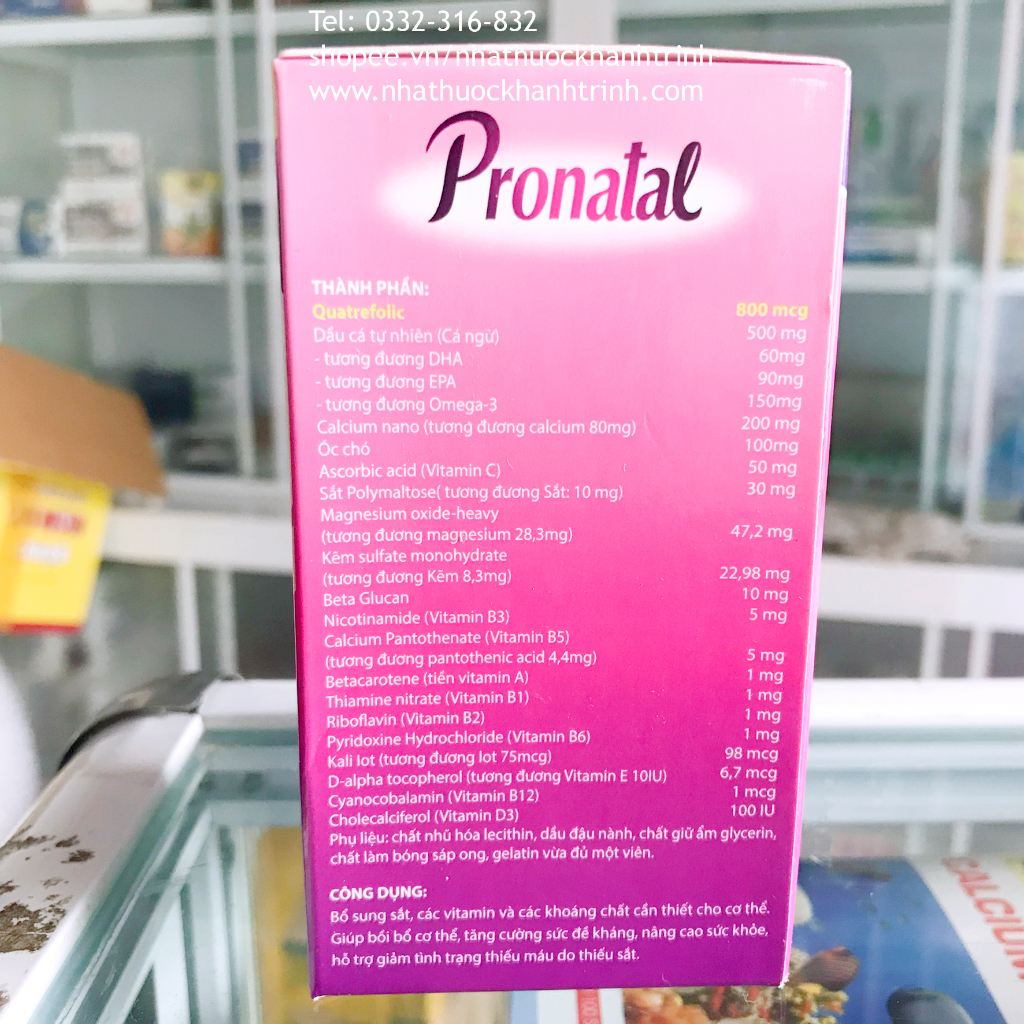 Tel: 0332-316-832
shopee.vn/nhathuockhanhtrinh
www.nhathuockhanhtrinh.com
Pronatal
THÀNH PHẦN:
Quatrefolic 800 mcg
Dầu cá tự nhiên (Cá ngừ) 500 mg
- tương đương DHA 60mg
- tương đương EPA 90mg
- tương đương Omega-3 150mg
Calcium nano (tương đương calcium 80mg) 200 mg
Óc chó 100mg
Ascorbic acid (Vitamin C) 50 mg
Sắt Polymaltose( tương đương Sắt: 10 mg) 30 mg
Magnesium oxide-heavy
(tương đương magnesium 28,3mg) 47,2 mg
Kẽm sulfate monohydrate
(tương đương Kẽm 8,3mg) 22,98 mg
Beta Glucan 10 mg
Nicotinamide (Vitamin B3) 5 mg
Calcium Pantothenate (Vitamin B5)
(tương đương pantothenic acid 4,4mg) 5 mg
Betacarotene (tiền vitamin A) 1 mg
Thiamine nitrate (Vitamin B1) 1 mg
Riboflavin (Vitamin B2) 1 mg
Pyridoxine Hydrochloride (Vitamin B6) 1 mg
Kali Iot (tương đương Iot 75mcg) 98 mcg
D-alpha tocopherol (tương đương Vitamin E 10IU) 6,7 mcg
Cyanocobalamin (Vitamin B12) 1 mcg
Cholecalciferol (Vitamin D3) 100 IU
Phụ liệu: chất nhũ hóa lecithin, dầu đậu nành, chất giữ ẩm glycerin,
chất làm bóng sáp ong, gelatin vừa đủ một viên.
CÔNG DỤNG:
Bổ sung sắt, các vitamin và các khoáng chất cần thiết cho cơ thể.
Giúp bồi bổ cơ thể, tăng cường sức đề kháng, nâng cao sức khỏe,
hỗ trợ giảm tình trạng thiếu máu do thiếu sắt.
CALCIUM